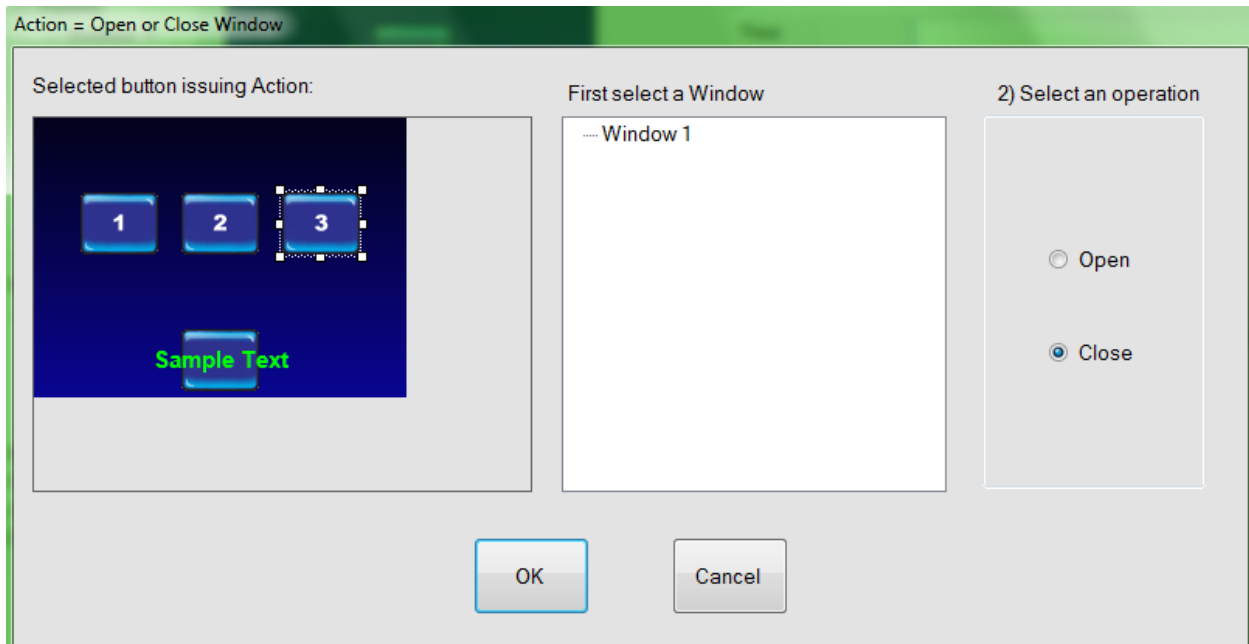 Action = Open or Close Window
Selected button issuing Action:
First select a Window
2) Select an operation
Window 1
1
2
3
Open
Sample Text
Close
OK
Cancel